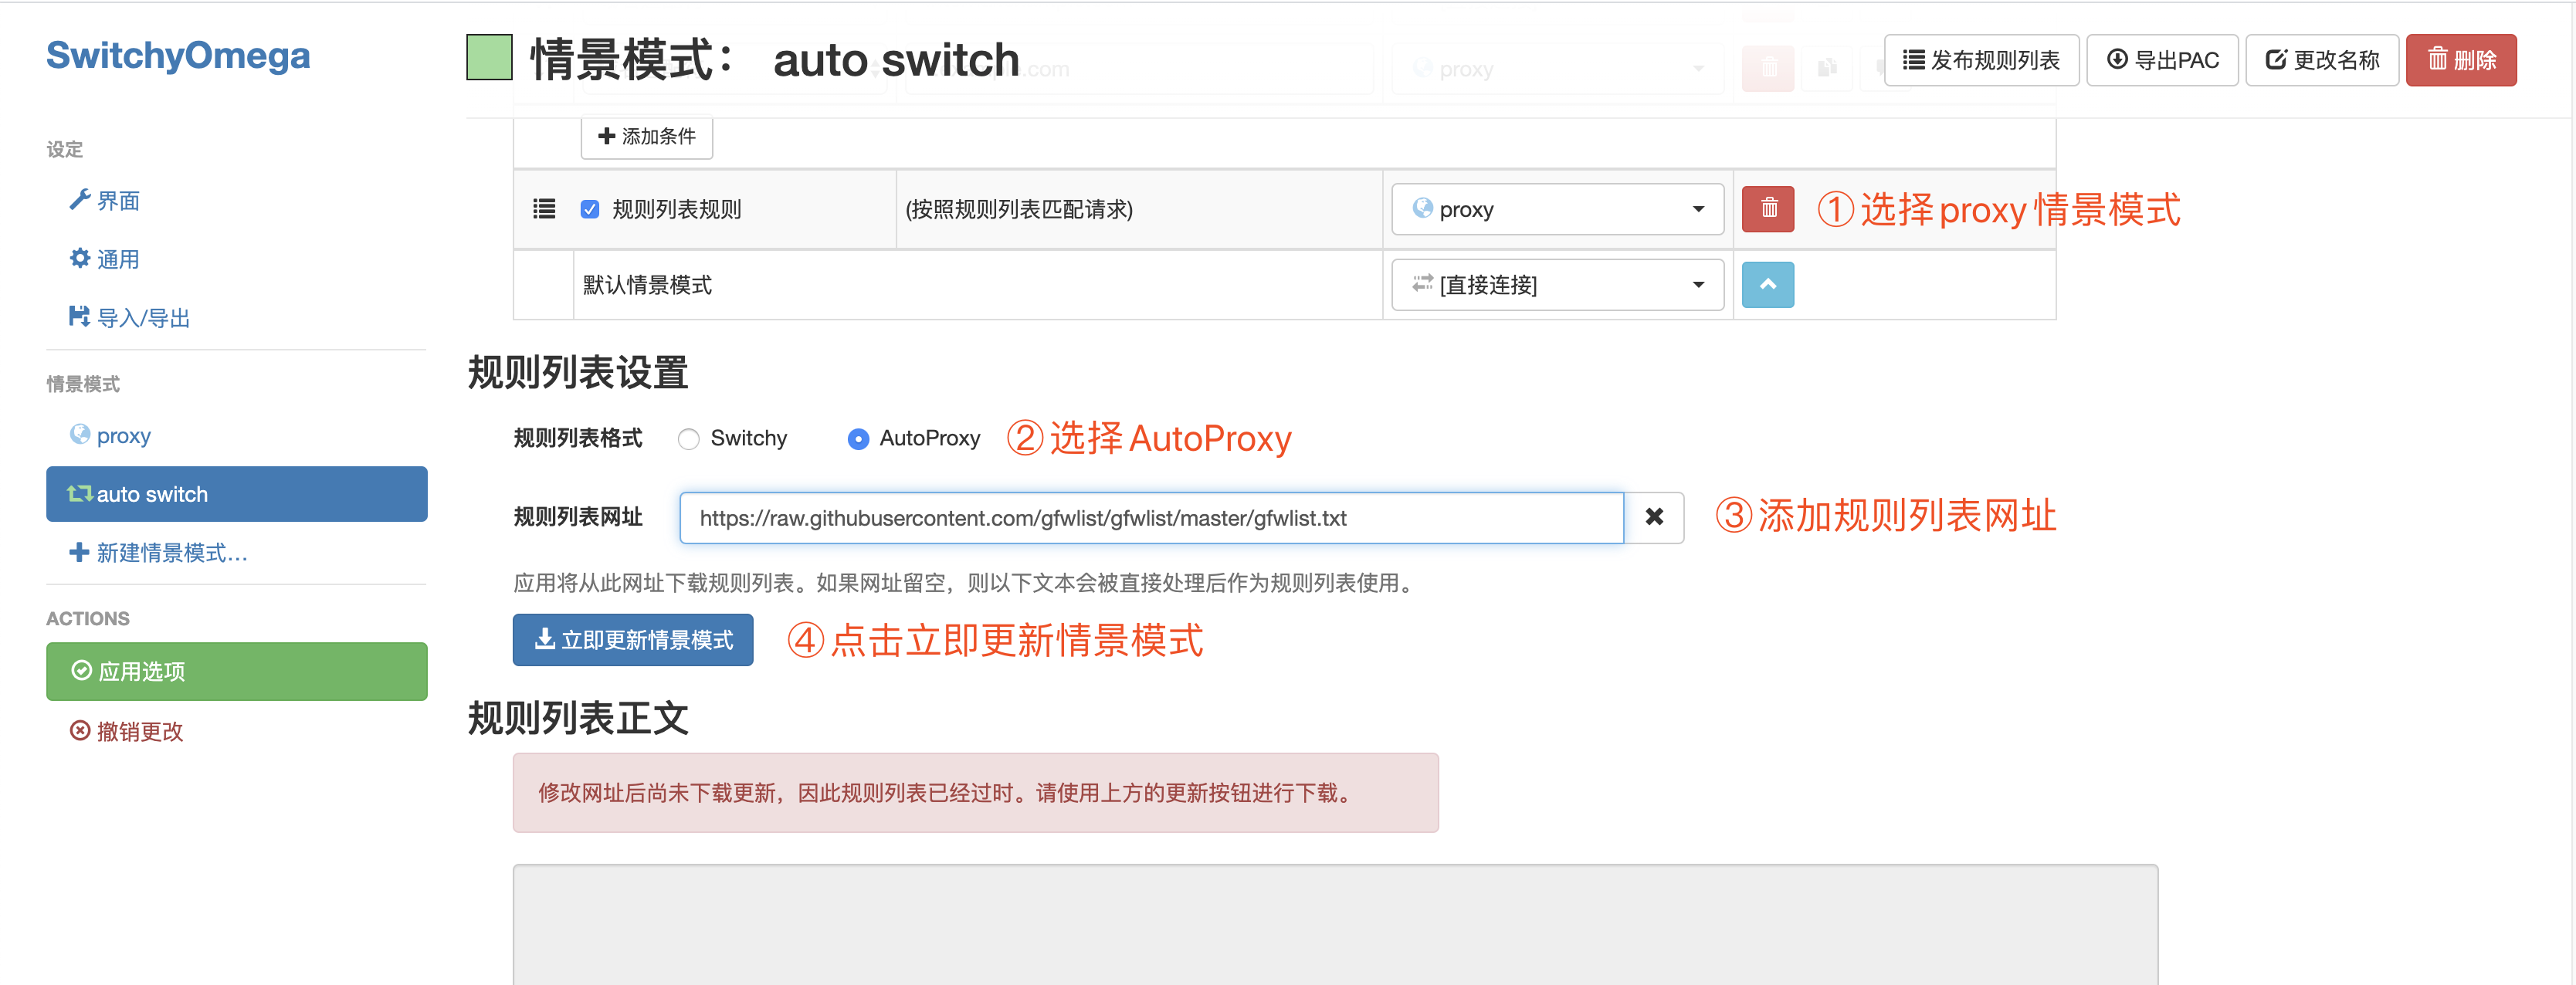 SwitchyOmega
设定
界面
通用
导入/导出
情景模式
proxy
auto switch
新建情景模式…
ACTIONS
应用选项
撤销更改
情景模式： auto switch
发布规则列表
导出PAC
更改名称
删除
.com
proxy
添加条件
规则列表规则
(按照规则列表匹配请求)
proxy
①选择proxy情景模式
默认情景模式
[直接连接]
规则列表设置
规则列表格式
Switchy
AutoProxy
②选择AutoProxy
规则列表网址
https://raw.githubusercontent.com/gfwlist/gfwlist/master/gfwlist.txt
③添加规则列表网址
应用将从此网址下载规则列表。如果网址留空，则以下文本会被直接处理后作为规则列表使用。
立即更新情景模式
④点击立即更新情景模式
规则列表正文
修改网址后尚未下载更新，因此规则列表已经过时。请使用上方的更新按钮进行下载。